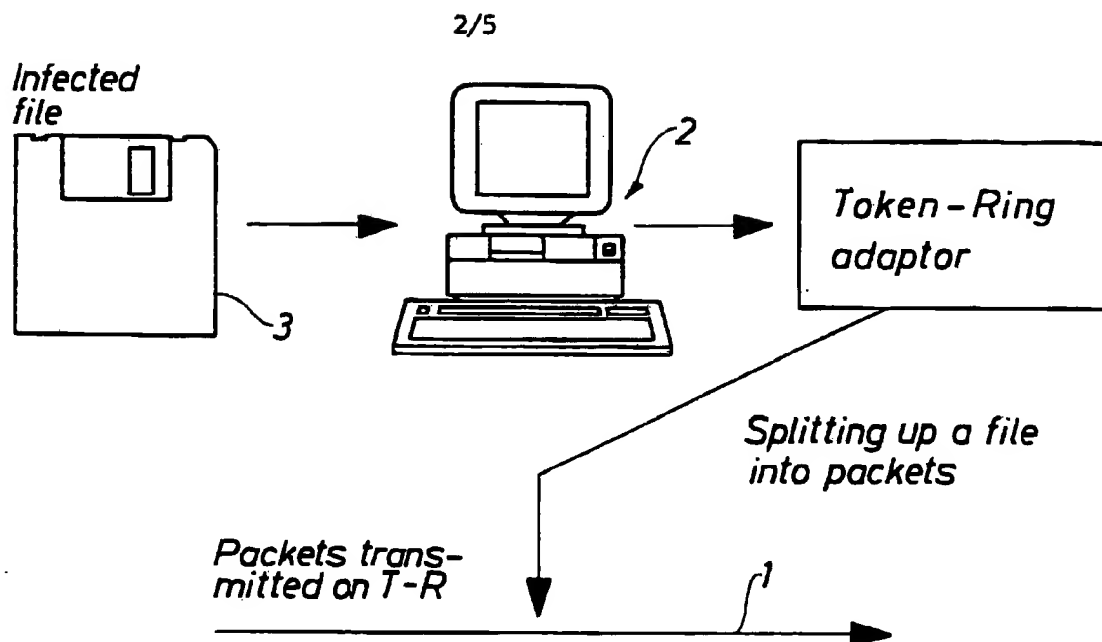 2/5
Infected
file
2
Token-Ring
adaptor
3
Splitting up a file
into packets
Packets trans-
mitted on T-R
1